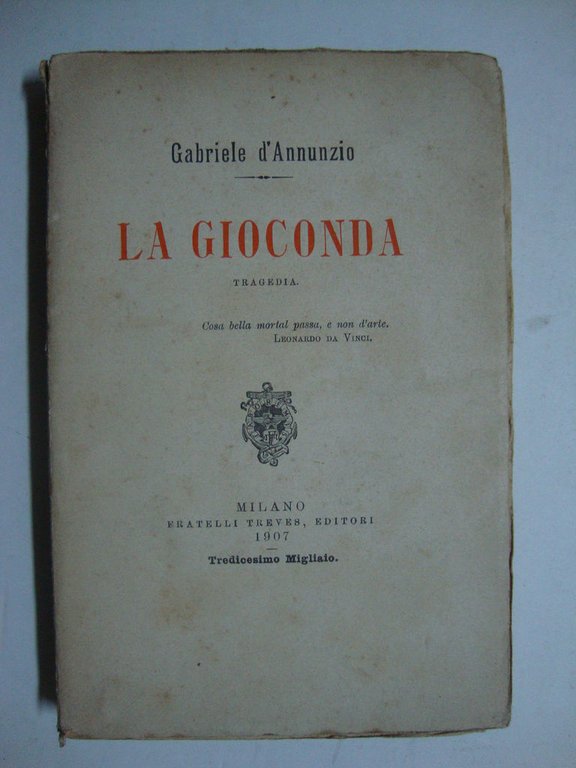 Gabriele d'Annunzio
LA GIOCONDA
TRAGEDIA.
Cosa bella mortal passa, e non d'arte.
LEONARDO DA VINCI.
MILANO
FRATELLI TREVES, EDITORI
1907
Tredicesimo Migliaio.